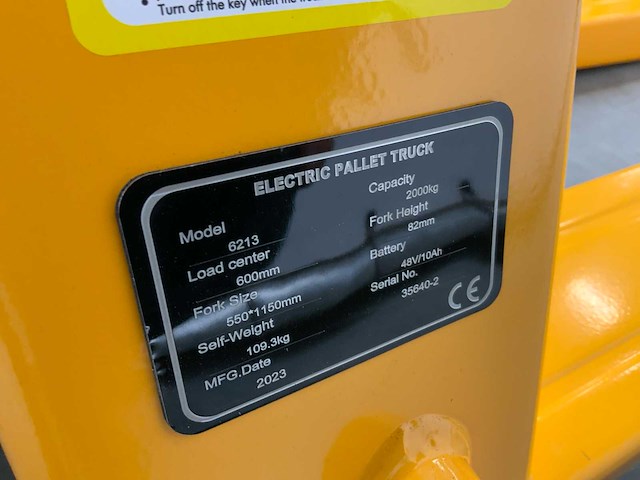 Turn off the key when the
ELECTRIC PALLET TRUCK
Model
6213
Load center
600mm
Fork Size
550*1150mm
Self-Weight
109.3kg
MFG.Date
2023
Capacity
2000kg
Fork Height
82mm
Battery
48V/10Ah
Serial No.
35640-2
CE